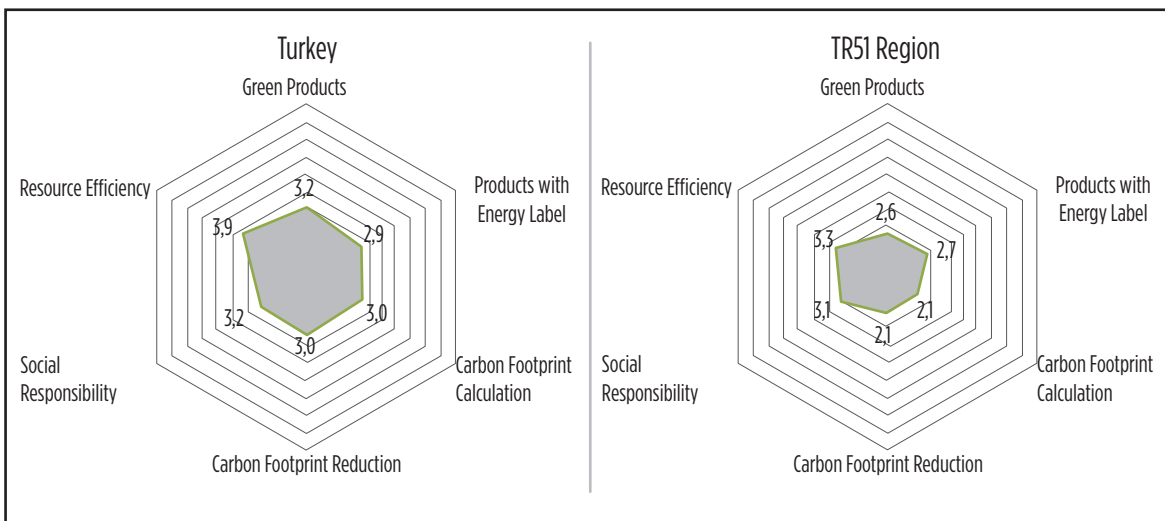 Turkey
Green Products
Resource Efficiency
Products with
Energy Label
3,2
3,9
2,9
3,2
3,0
3,0
Social
Responsibility
Carbon Footprint
Calculation
Carbon Footprint Reduction
TR51 Region
Green Products
Resource Efficiency
Products with
Energy Label
2,6
3,3
2,7
3,1
2,1
2,1
Social
Responsibility
Carbon Footprint
Calculation
Carbon Footprint Reduction